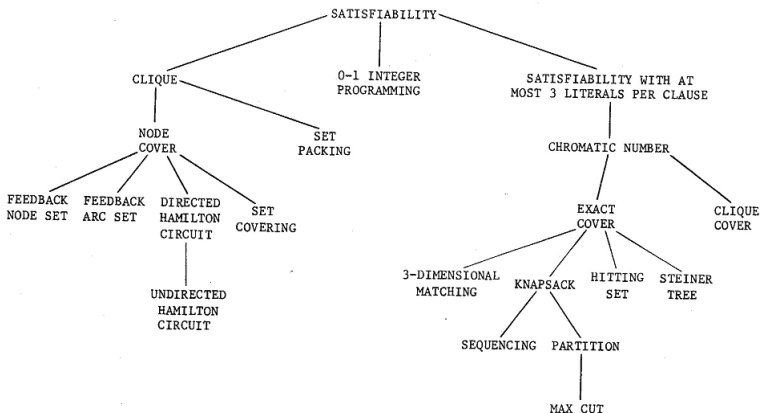 SATISFIABILITY
CLIQUE
0-1 INTEGER
PROGRAMMING
SATISFIABILITY WITH AT
MOST 3 LITERALS PER CLAUSE
NODE
COVER
SET
PACKING
CHROMATIC NUMBER
FEEDBACK
NODE SET
FEEDBACK
ARC SET
DIRECTED
HAMILTON
CIRCUIT
SET
COVERING
EXACT
COVER
CLIQUE
COVER
UNDIRECTED
HAMILTON
CIRCUIT
3-DIMENSIONAL
MATCHING
KNAPSACK
HITTING
SET
STEINER
TREE
SEQUENCING
PARTITION
MAX CUT